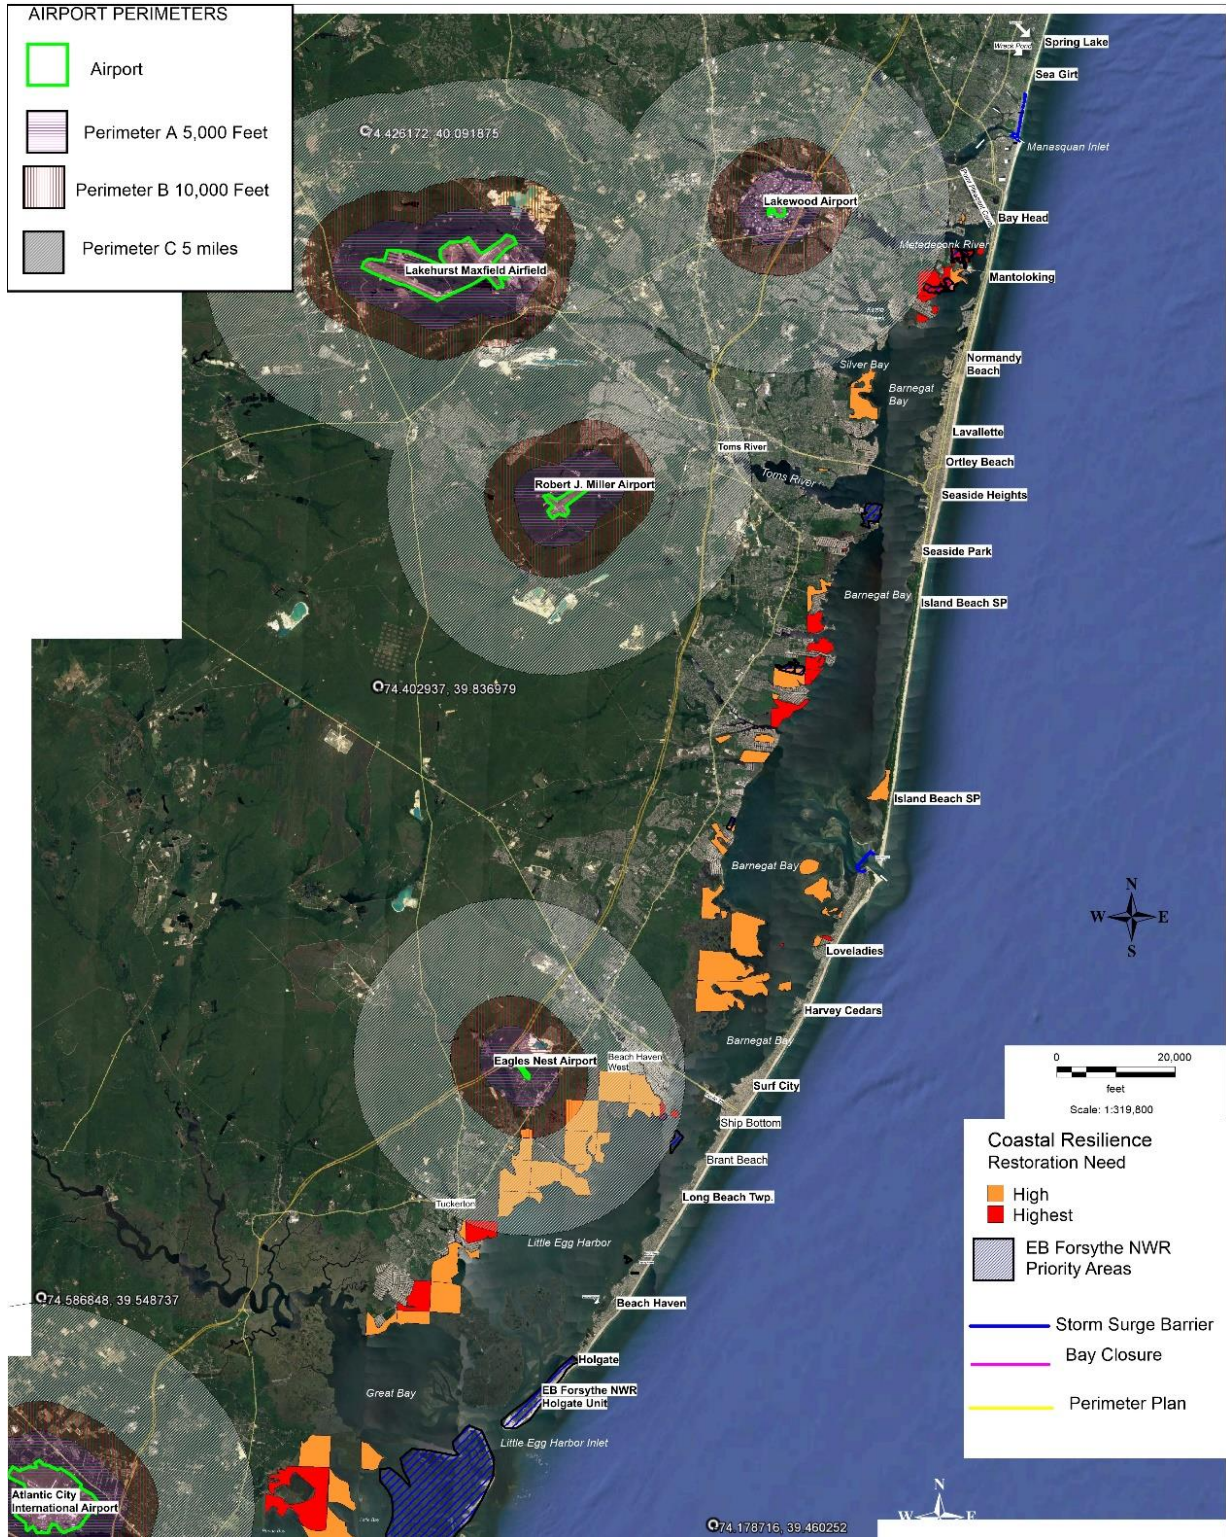 AIRPORT PERIMETERS
Airport
Perimeter A 5,000 Feet
Perimeter B 10,000 Feet
Perimeter C 5 miles
Spring Lake
Wreck Pond
Sea Girt
74.426172, 40.091875
Manasquan Inlet
Lakewood Airport
Bay Head
Metedeconk River
Lakehurst Maxfield Airfield
Mantoloking
Normandy
Beach
Silver Bay
Barnegat
Bay
Lavallette
Toms River
Ortley Beach
Toms River
Robert J. Miller Airport
Seaside Heights
Seaside Park
Barnegat Bay
Island Beach SP
74.402937, 39.836979
Island Beach SP
Barnegat Bay
N
W E
S
Loveladies
Harvey Cedars
Barnegat Bay
Eagles Nest Airport
Beach Haven
West
0 20,000
feet
Scale: 1:319,800
Surf City
Ship Bottom
Brant Beach
Long Beach Twp.
Tuckerton
Little Egg Harbor
Coastal Resilience
Restoration Need
High
Highest
EB Forsythe NWR
Priority Areas
Storm Surge Barrier
Bay Closure
Perimeter Plan
74.586848, 39.548737
Beach Haven
Holgate
Great Bay
EB Forsythe NWR
Holgate Unit
Little Egg Harbor Inlet
Atlantic City
International Airport
74.178716, 39.460252
N
W E